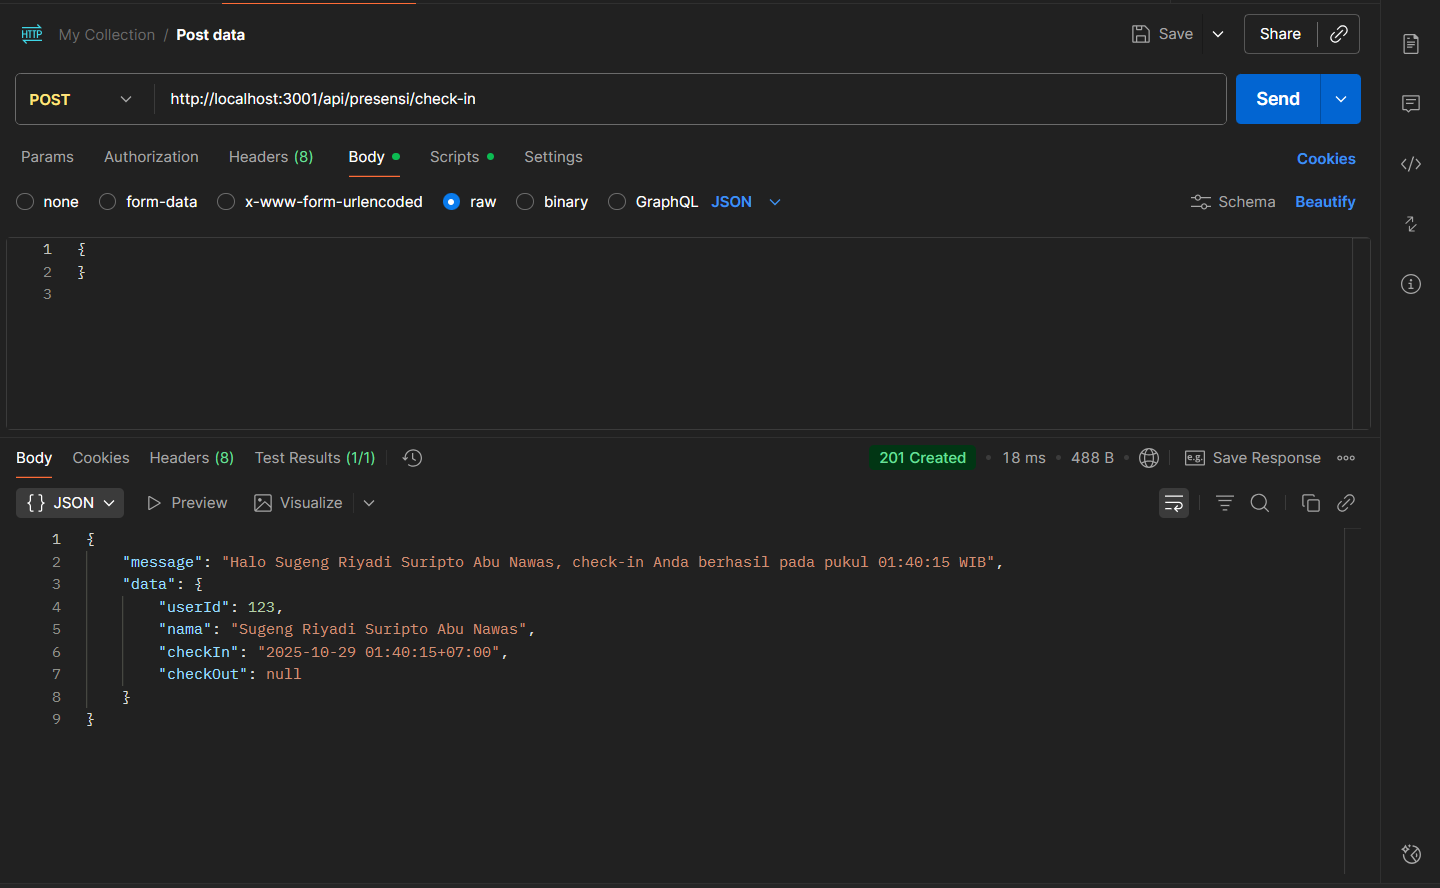 HTTP My Collection / Post data Save Share
POST http://localhost:3001/api/presensi/check-in Send
Params Authorization Headers (8) Body Scripts Settings Cookies
none form-data x-www-form-urlencoded raw binary GraphQL JSON Schema Beautify
1 {
2 }
3
Body Cookies Headers (8) Test Results (1/1) 201 Created 18 ms 488 B e.g. Save Response
{} JSON Preview Visualize
1 {
2 "message": "Halo Sugeng Riyadi Suripto Abu Nawas, check-in Anda berhasil pada pukul 01:40:15 WIB",
3 "data": {
4 "userId": 123,
5 "nama": "Sugeng Riyadi Suripto Abu Nawas",
6 "checkIn": "2025-10-29 01:40:15+07:00",
7 "checkOut": null
8 }
9 }